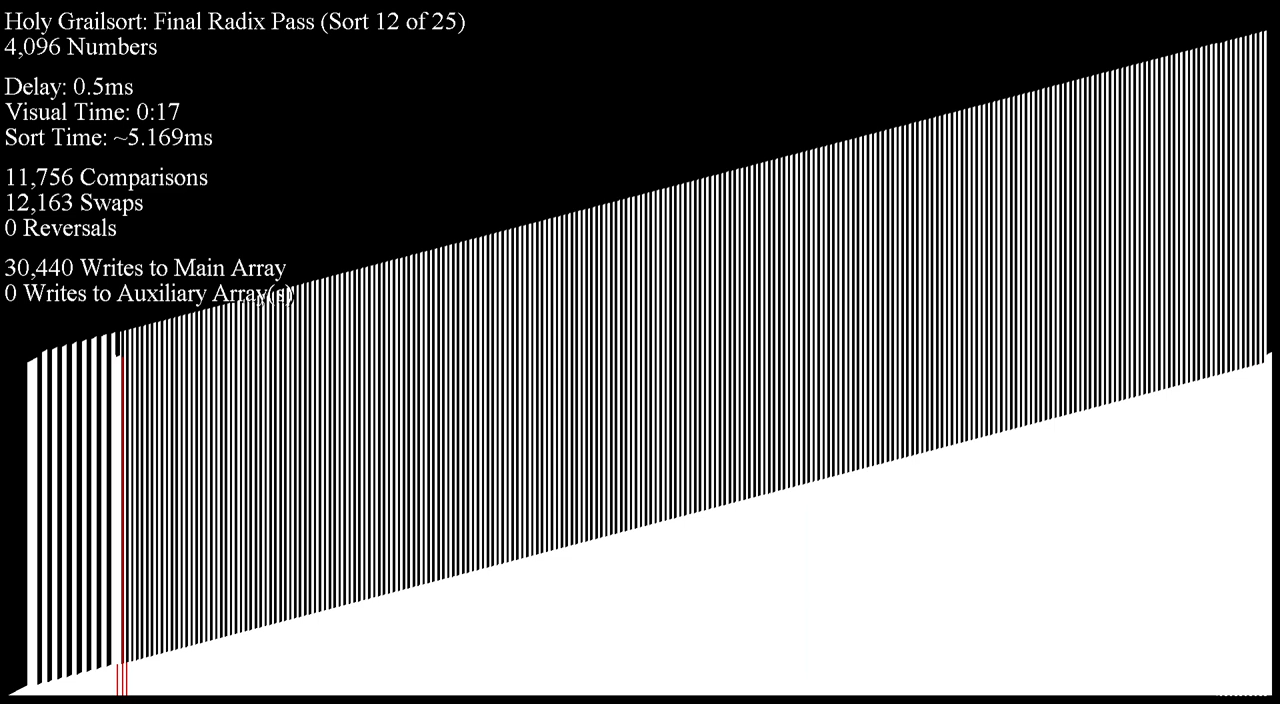 Holy Grailsort: Final Radix Pass (Sort 12 of 25)
4,096 Numbers
Delay: 0.5ms
Visual Time: 0:17
Sort Time: ~5.169ms
11,756 Comparisons
12,163 Swaps
0 Reversals
30,440 Writes to Main Array
0 Writes to Auxiliary Array(s)